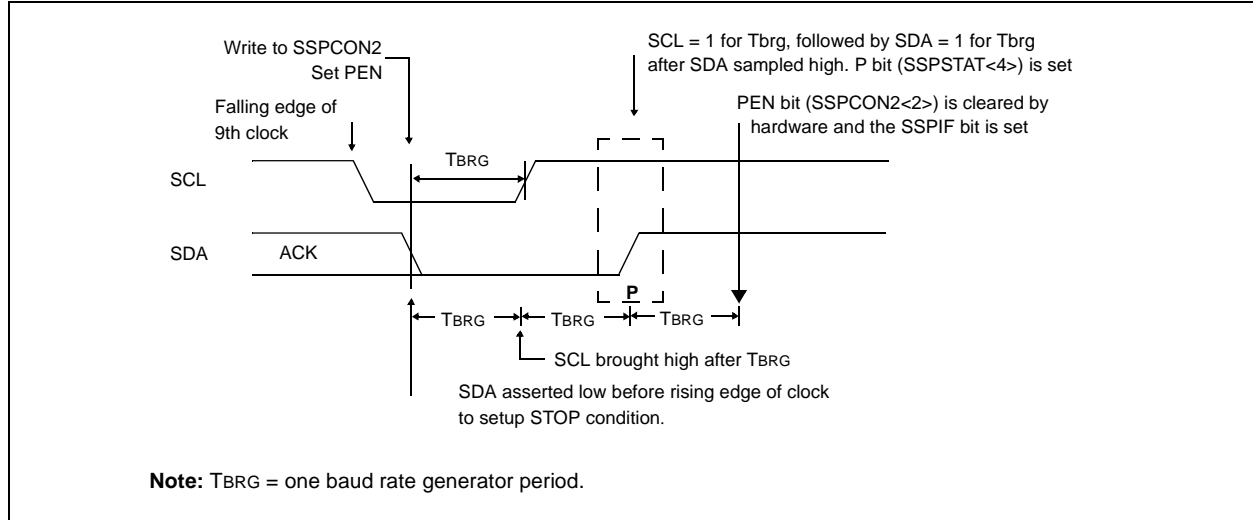 Write to SSPCON2
Set PEN
SCL = 1 for Tbrg, followed by SDA = 1 for Tbrg
after SDA sampled high. P bit (SSPSTAT<4>) is set
Falling edge of
9th clock
PEN bit (SSPCON2<2>) is cleared by
hardware and the SSPIF bit is set
TBRG
SCL
SDA
ACK
P
TBRG
TBRG
TBRG
SCL brought high after TBRG
SDA asserted low before rising edge of clock
to setup STOP condition.
Note: TBRG = one baud rate generator period.